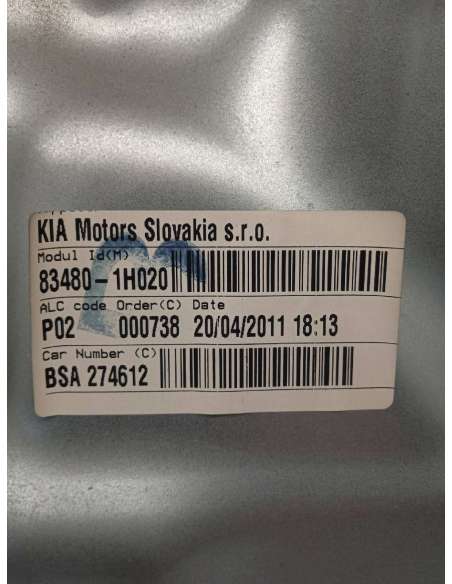 KIA Motors Slovakia s.r.o.
Modul Id(M)
83480-1H020
ALC code Order(C) Date
P02 000738 20/04/2011 18:13
Car Number (C)
BSA 274612